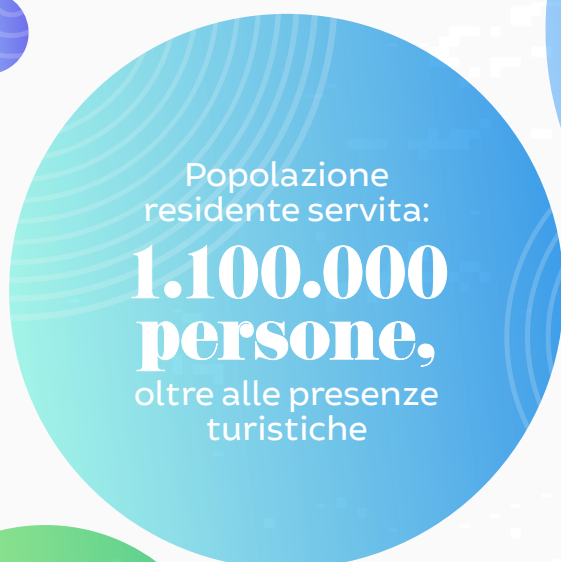 Popolazione
residente servita:
1.100.000
persone,
oltre alle presenze
turistiche